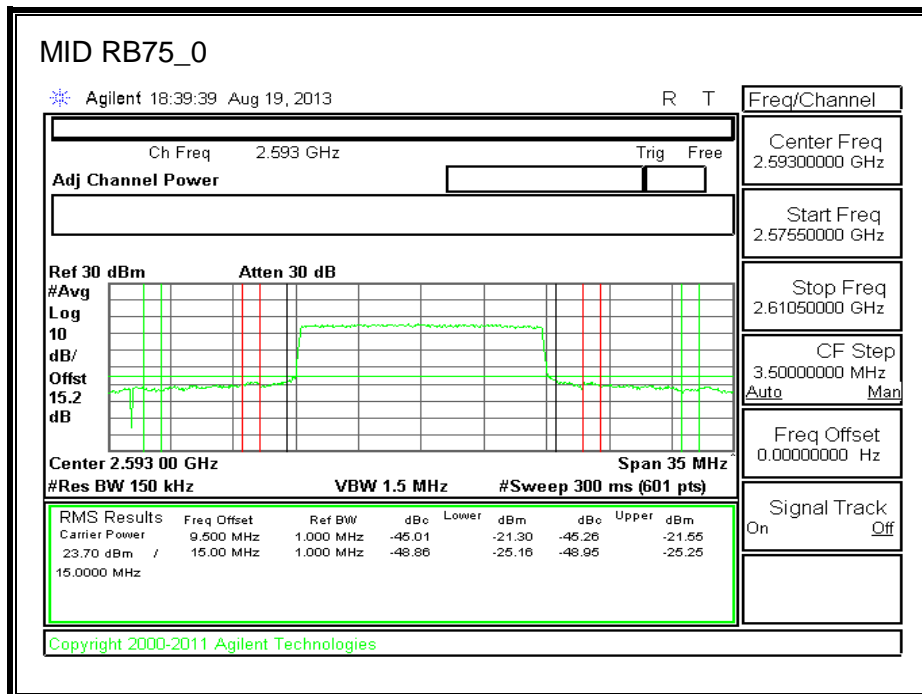 MID RB75_0
Agilent 18:39:39 Aug 19, 2013 R T
Ch Freq 2.593 GHz Trig Free
Adj Channel Power
Ref 30 dBm Atten 30 dB
#Avg
Log
10
dB/
Offst
15.2
dB
Center 2.593 00 GHz Span 35 MHz^
#Res BW 150 kHz VBW 1.5 MHz #Sweep 300 ms (601 pts)
RMS Results Freq Offset Ref BW dBc Lower dBm dBc Upper dBm
Carrier Power 9.500 MHz 1.000 MHz -45.01 -21.30 -45.26 -21.55
23.70 dBm / 15.00 MHz 1.000 MHz -48.86 -25.16 -48.95 -25.25
15.0000 MHz
Copyright 2000-2011 Agilent Technologies
Freq/Channel
Center Freq
2.59300000 GHz
Start Freq
2.57550000 GHz
Stop Freq
2.61050000 GHz
CF Step
3.50000000 MHz
Auto Man
Freq Offset
0.00000000 Hz
Signal Track
On Off